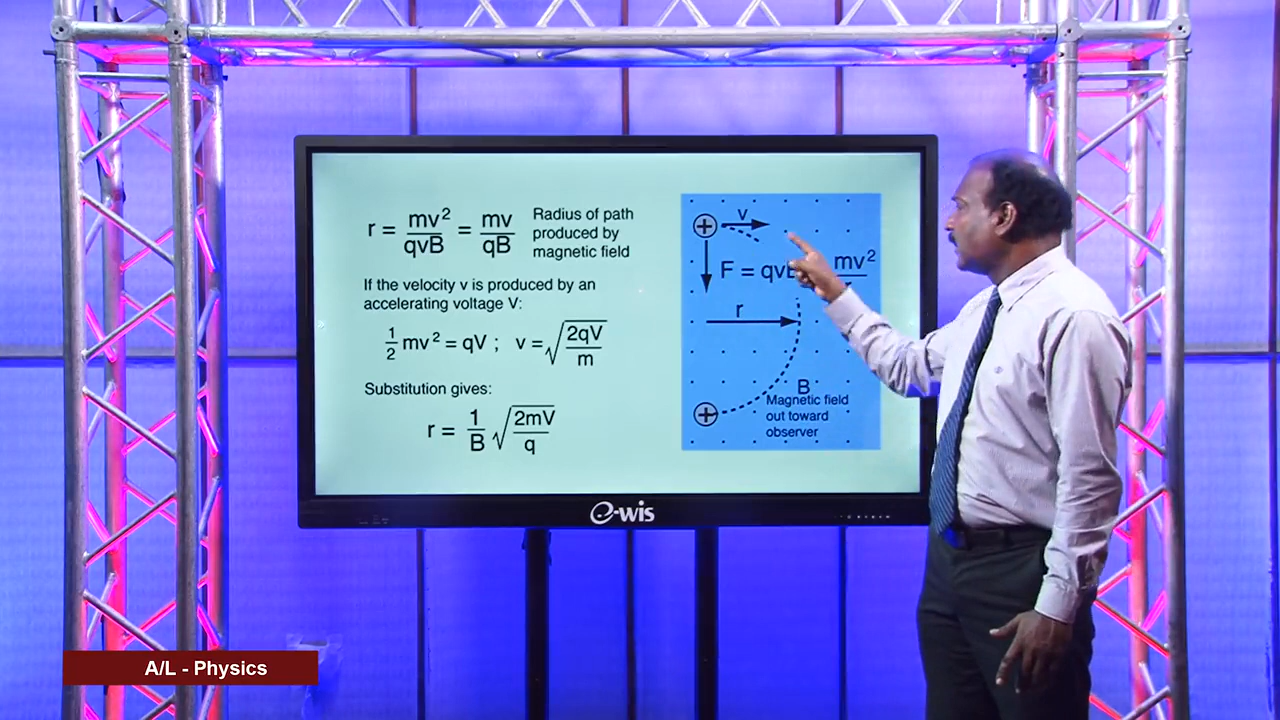 r = mv²/qvB = mv/qB
Radius of path
produced by
magnetic field
If the velocity v is produced by an
accelerating voltage V:
½ mv² = qV ; v = √(2qV/m)
Substitution gives:
r = 1/B √(2mV/q)
+ v
F = qvB mv²
r
B
Magnetic field
out toward
observer
+
e-wis
A/L - Physics